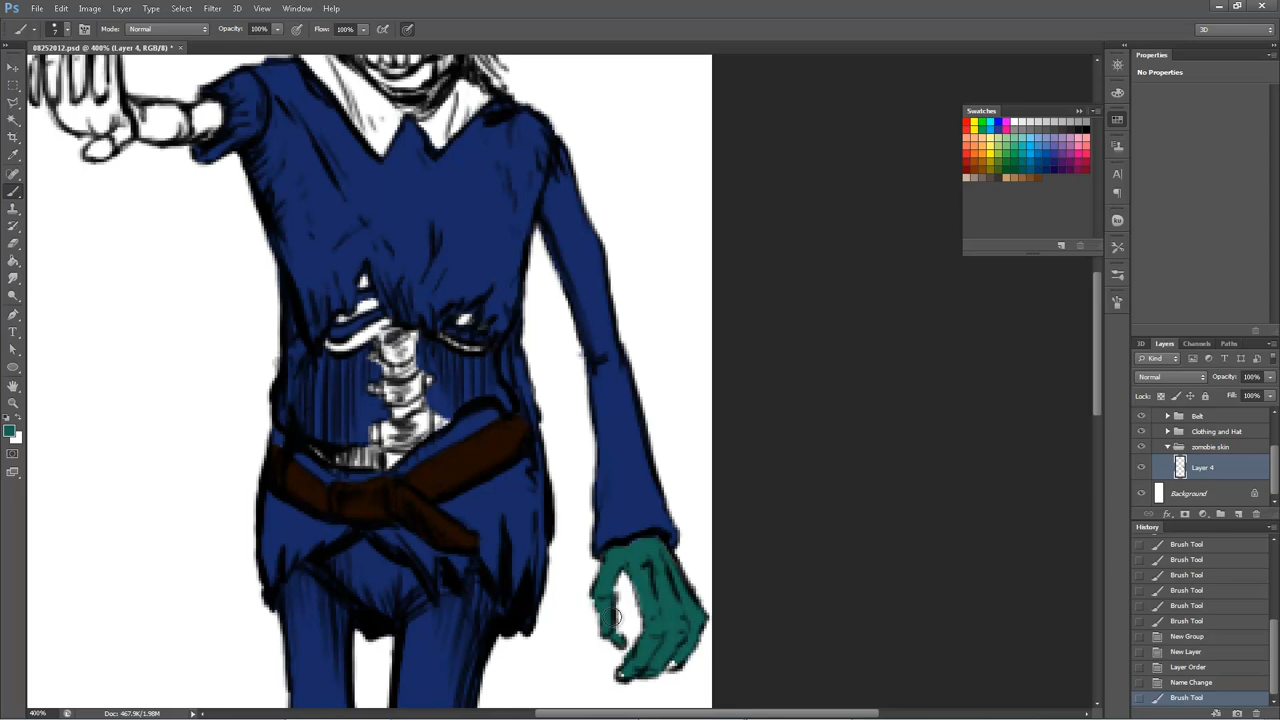 Ps File Edit Image Layer Type Select Filter 3D View Window Help
7 Mode: Normal Opacity: 100% Flow: 100% 3D
08252012.psd @ 400% (Layer 4, RGB/8) * ×
Properties
No Properties
Swatches
3D Layers Channels Paths
Kind
Normal Opacity: 100%
Lock: Fill: 100%
Belt
Clothing and Hat
zomobie skin
Layer 4
Background
fx
History
Brush Tool
Brush Tool
Brush Tool
Brush Tool
Brush Tool
Brush Tool
New Group
New Layer
Layer Order
Name Change
Brush Tool
400% Doc: 467.9K/1.98M